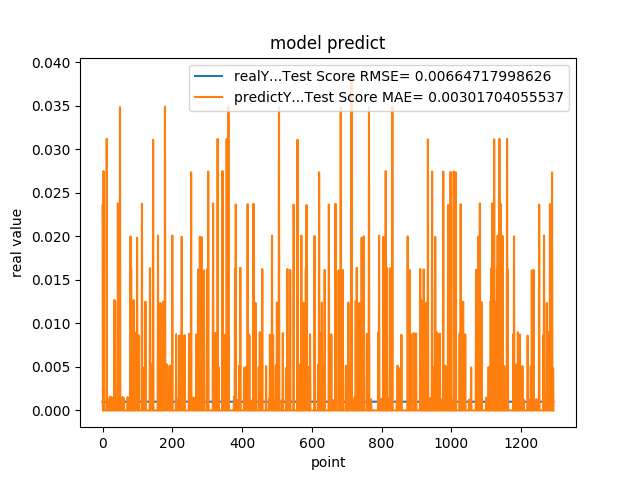 model predict
realY...Test Score RMSE= 0.00664717998626
predictY...Test Score MAE= 0.00301704055537
0.040
0.035
0.030
0.025
0.020
0.015
0.010
0.005
0.000
real value
0 200 400 600 800 1000 1200
point